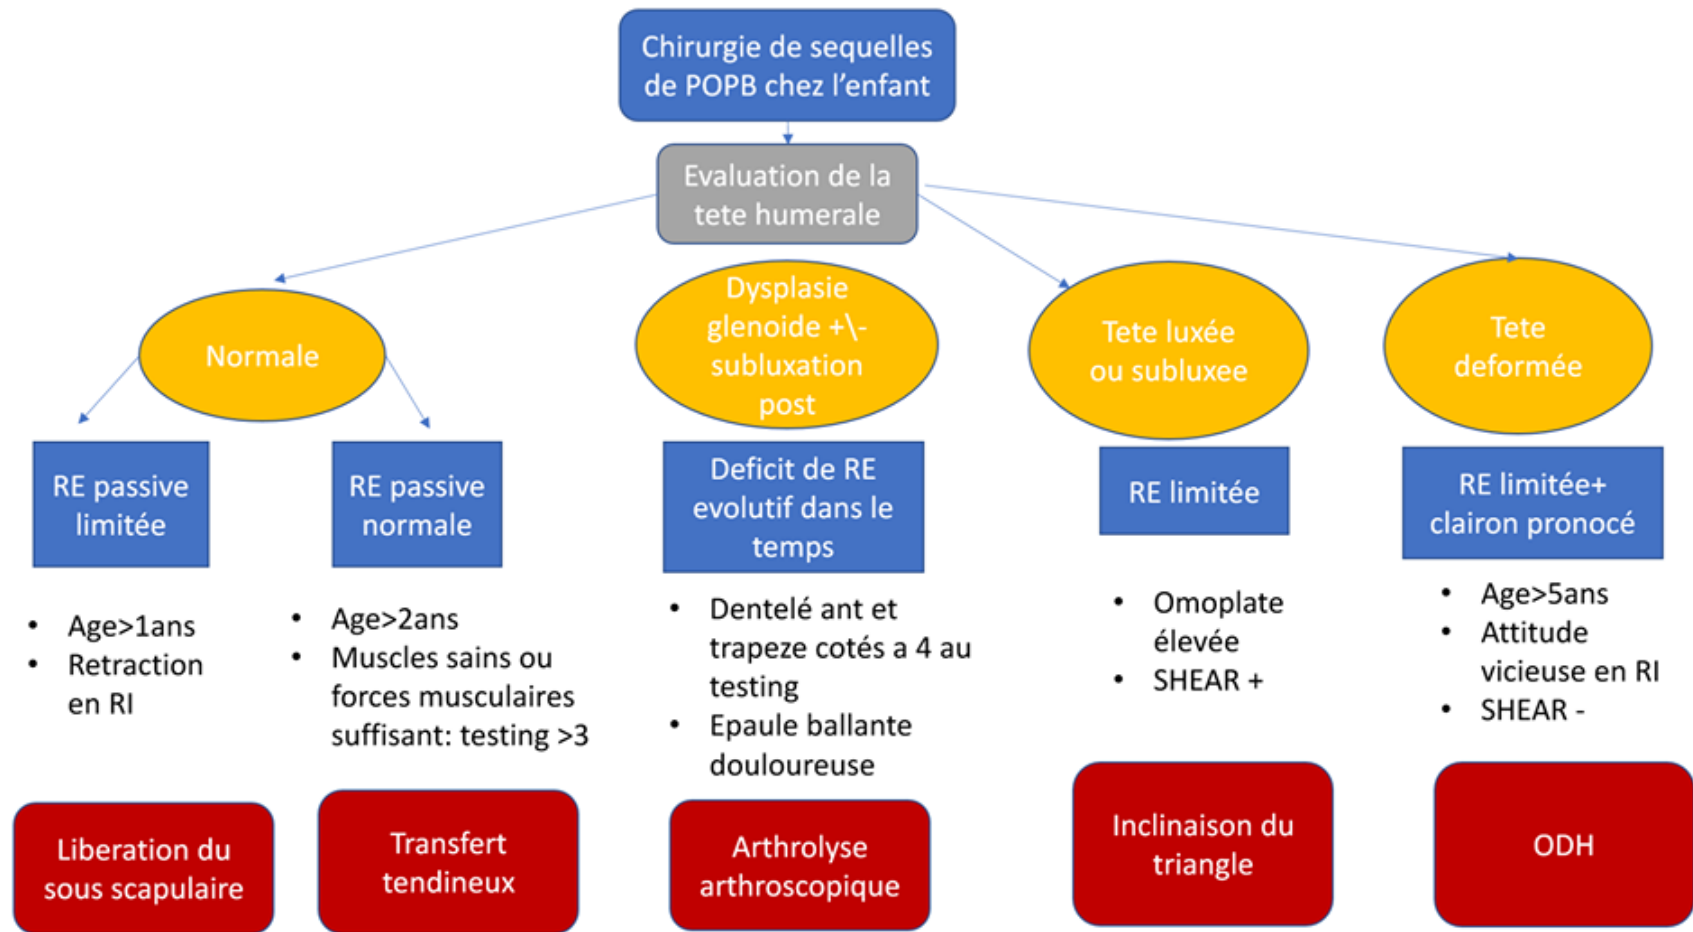 Chirurgie de sequelles
de POPB chez l'enfant
Evaluation de la
tete humerale
Normale
Dysplasie
glenoide +\-
subluxation
post
Tete luxée
ou subluxee
Tete
deformée
RE passive
limitée
RE passive
normale
Deficit de RE
evolutif dans le
temps
RE limitée
RE limitée+
clairon pronocé
• Age>1ans
• Retraction
en RI
• Age>2ans
• Muscles sains ou
forces musculaires
suffisant: testing >3
• Dentelé ant et
trapeze cotés a 4 au
testing
• Epaule ballante
douloureuse
• Omoplate
élevée
• SHEAR +
• Age>5ans
• Attitude
vicieuse en RI
• SHEAR -
Liberation du
sous scapulaire
Transfert
tendineux
Arthrolyse
arthroscopique
Inclinaison du
triangle
ODH